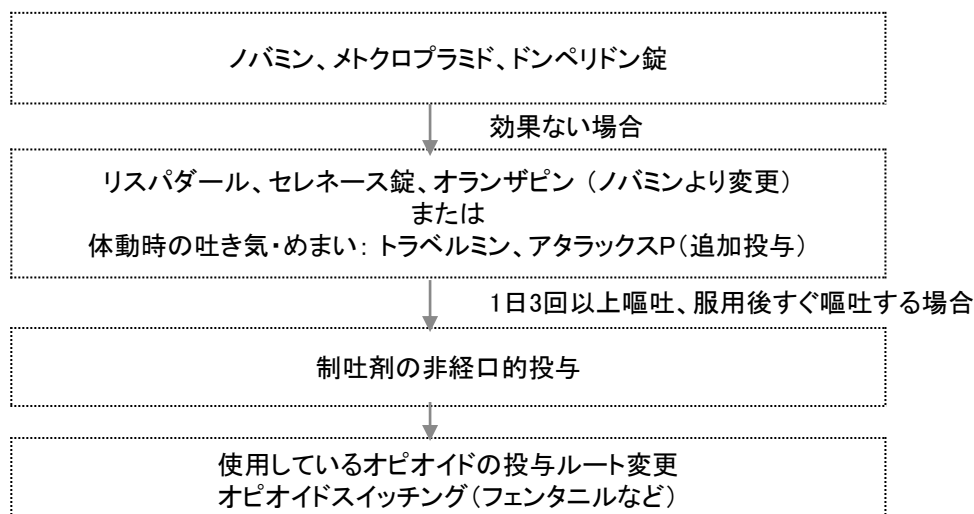 ノバミン、メトクロプラミド、ドンペリドン錠
効果ない場合
リスパダール、セレネース錠、オランザピン（ノバミンより変更）
または
体動時の吐き気・めまい： トラベルミン、アタラックスP（追加投与）
1日3回以上嘔吐、服用後すぐ嘔吐する場合
制吐剤の非経口的投与
使用しているオピオイドの投与ルート変更
オピオイドスイッチング（フェンタニルなど）